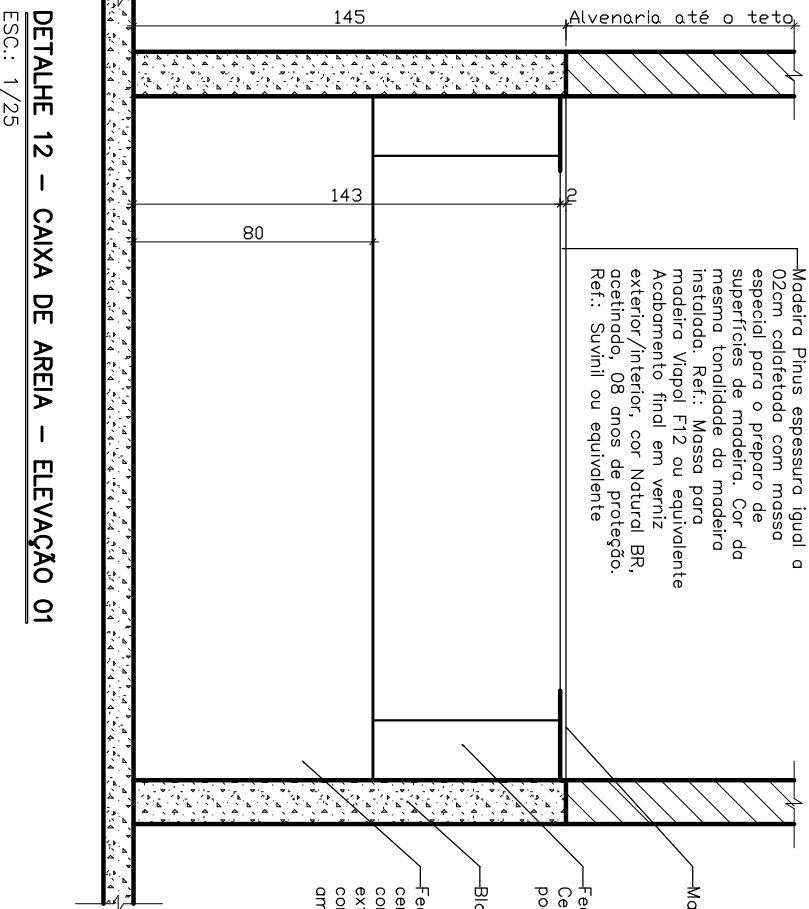 145
Alvenaria até o teto
143
2
80
Madeira Pinus espessura igual a
02cm calafetada com massa
especial para o preparo de
superfícies de madeira. Cor da
mesma tonalidade da madeira
instalada. Ref.: Massa para
madeira Viapol F12 ou equivalente
Acabamento final em verniz
exterior/interior, cor Natural BR,
acetinado, 08 anos de proteção.
Ref.: Suvinil ou equivalente
DETALHE 12 – CAIXA DE AREIA – ELEVAÇÃO 01
ESC.: 1/25